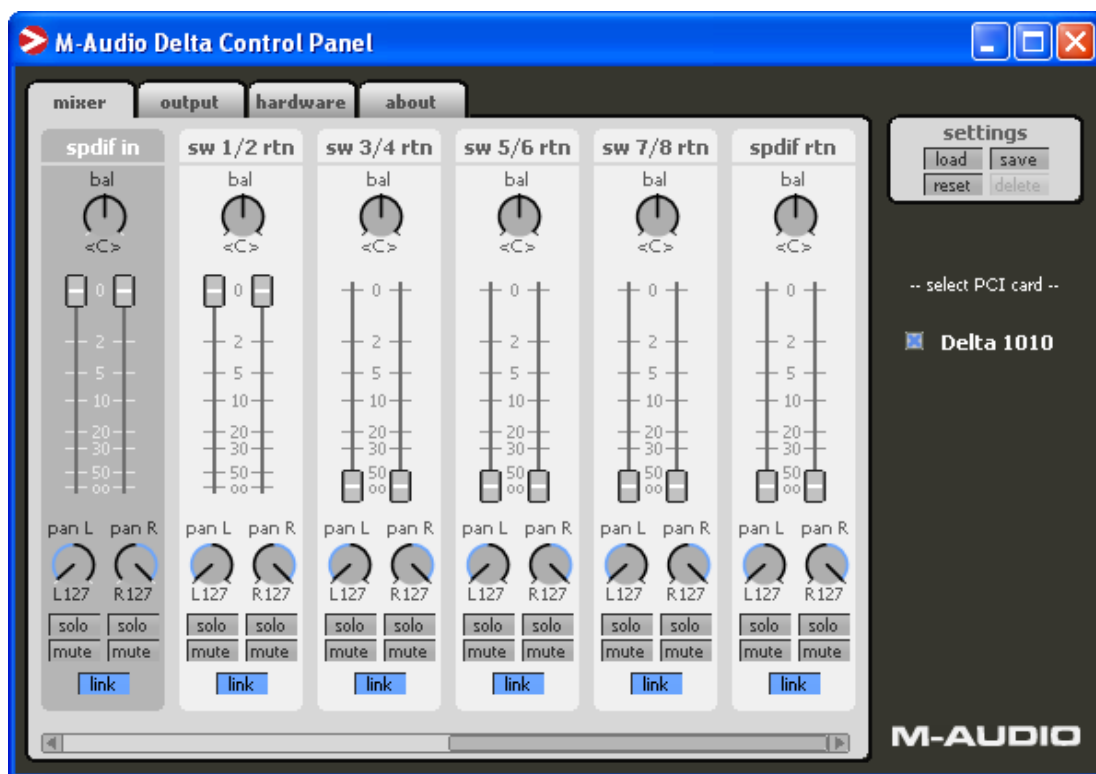 M-Audio Delta Control Panel
mixer output hardware about
spdif in sw 1/2 rtn sw 3/4 rtn sw 5/6 rtn sw 7/8 rtn spdif rtn
bal bal bal bal bal bal
<C> <C> <C> <C> <C> <C>
0 0 0 0 0 0
2 2 2 2 2 2
5 5 5 5 5 5
10 10 10 10 10 10
20 20 20 20 20 20
30 30 30 30 30 30
50 50 50 50 50 50
∞ ∞ ∞ ∞ ∞ ∞
pan L pan R pan L pan R pan L pan R pan L pan R pan L pan R pan L pan R
L127 R127 L127 R127 L127 R127 L127 R127 L127 R127 L127 R127
solo solo solo solo solo solo solo solo solo solo solo solo
mute mute mute mute mute mute mute mute mute mute mute mute
link link link link link link
settings
load save
reset delete
-- select PCI card --
Delta 1010
M-AUDIO